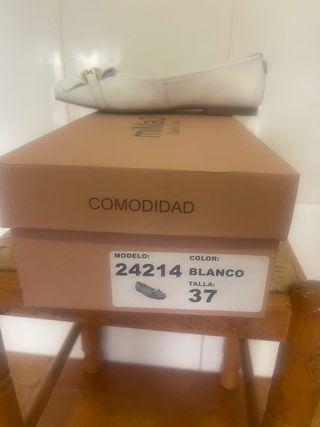 COMODIDAD
MODELO:
COLOR:
24214 BLANCO
TALLA:
37